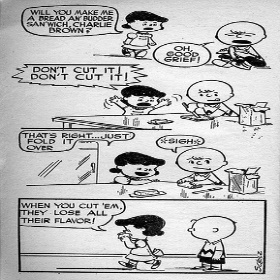 WILL YOU MAKE ME
A BREAD AN' BUDDER
SAN'WICH, CHARLIE
BROWN?
OH,
GOOD
GRIEF!
DON'T CUT IT!
DON'T CUT IT!
THAT'S RIGHT...JUST
FOLD IT
OVER
*SIGH*
WHEN YOU CUT 'EM,
THEY LOSE ALL
THEIR FLAVOR!